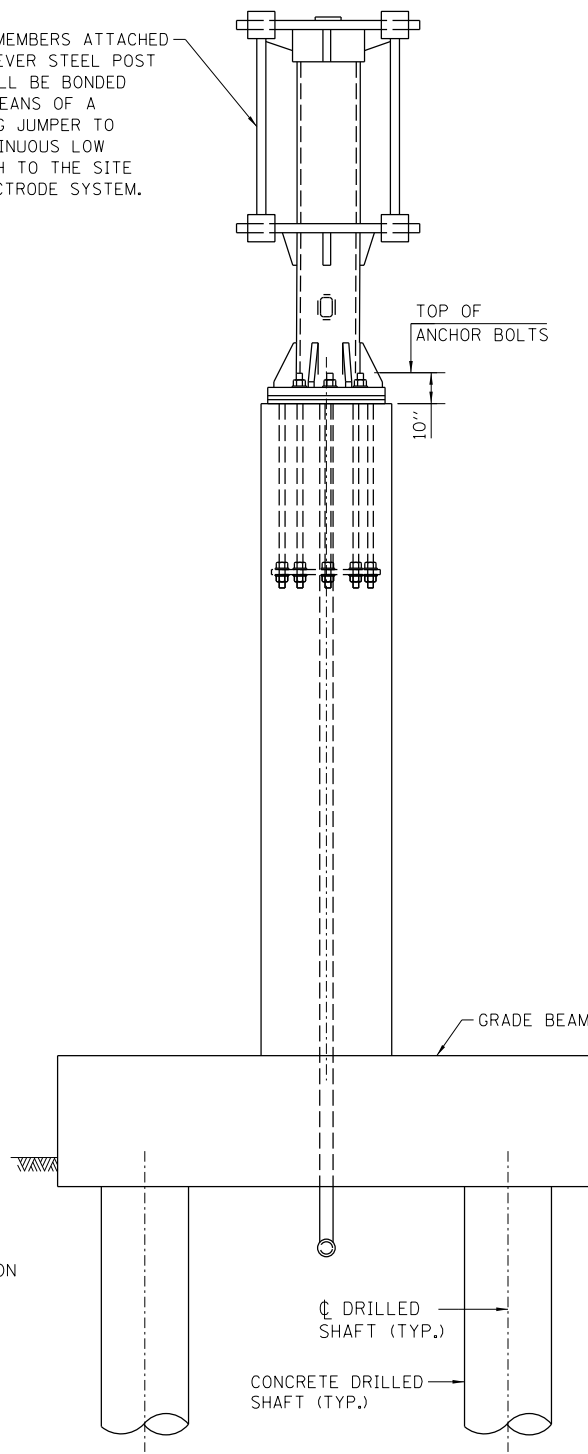 MEMBERS ATTACHED
EVER STEEL POST
LL BE BONDED
EANS OF A
G JUMPER TO
TINUOUS LOW
H TO THE SITE
CTRODE SYSTEM.
TOP OF
ANCHOR BOLTS
10"
GRADE BEAM
ON
℄ DRILLED
SHAFT (TYP.)
CONCRETE DRILLED
SHAFT (TYP.)